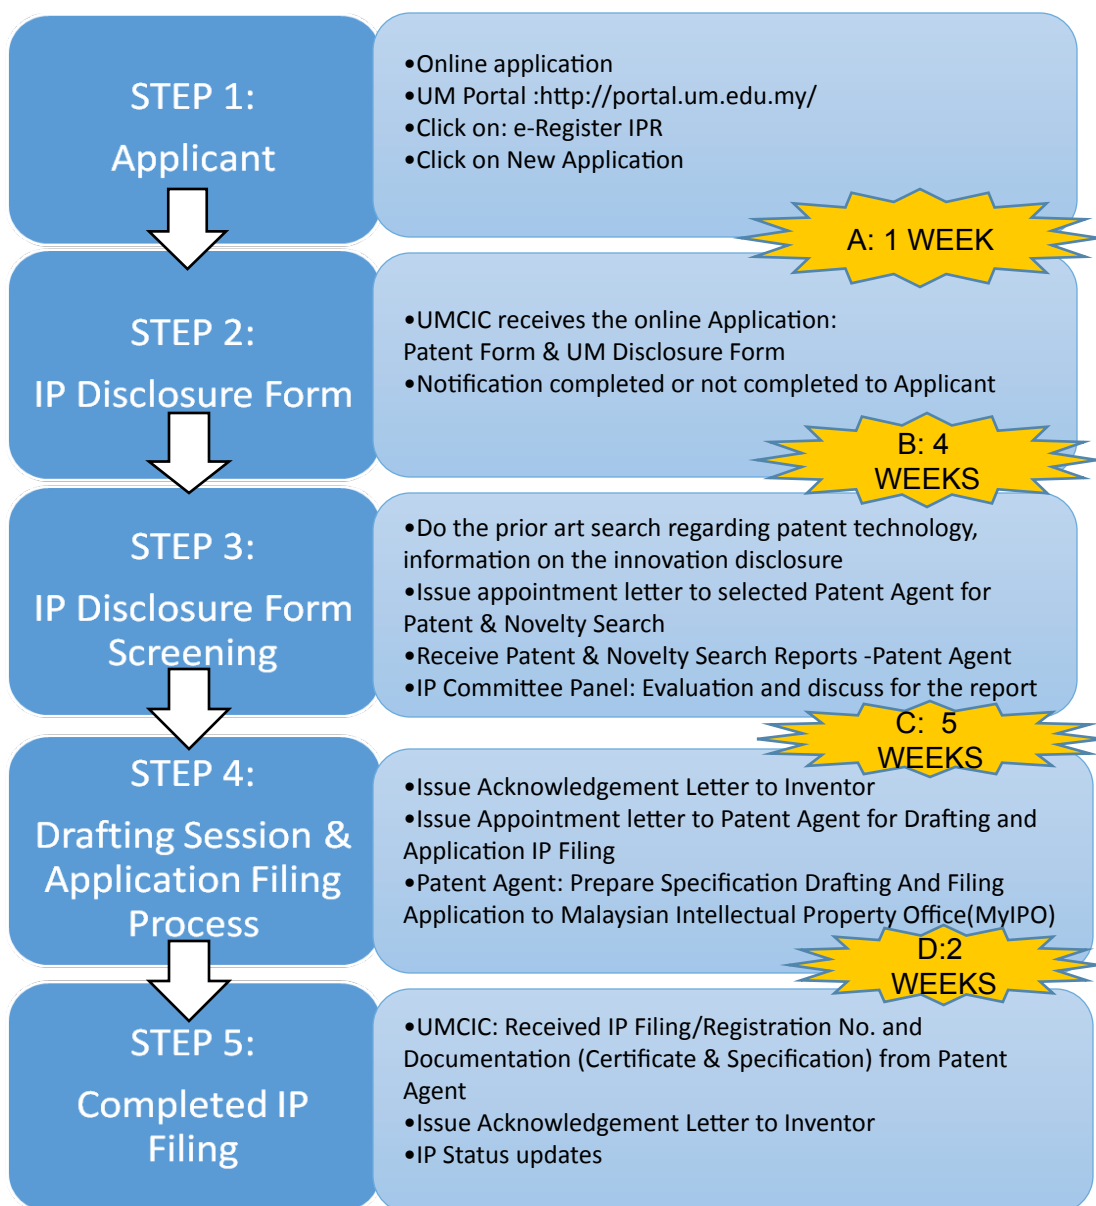 STEP 1:
Applicant
•Online application
•UM Portal :http://portal.um.edu.my/
•Click on: e-Register IPR
•Click on New Application
A: 1 WEEK
STEP 2:
IP Disclosure Form
•UMCIC receives the online Application:
Patent Form & UM Disclosure Form
•Notification completed or not completed to Applicant
B: 4
WEEKS
STEP 3:
IP Disclosure Form
Screening
•Do the prior art search regarding patent technology,
information on the innovation disclosure
•Issue appointment letter to selected Patent Agent for
Patent & Novelty Search
•Receive Patent & Novelty Search Reports -Patent Agent
•IP Committee Panel: Evaluation and discuss for the report
C: 5
WEEKS
STEP 4:
Drafting Session &
Application Filing
Process
•Issue Acknowledgement Letter to Inventor
•Issue Appointment letter to Patent Agent for Drafting and
Application IP Filing
•Patent Agent: Prepare Specification Drafting And Filing
Application to Malaysian Intellectual Property Office(MyIPO)
D:2
WEEKS
STEP 5:
Completed IP
Filing
•UMCIC: Received IP Filing/Registration No. and
Documentation (Certificate & Specification) from Patent
Agent
•Issue Acknowledgement Letter to Inventor
•IP Status updates